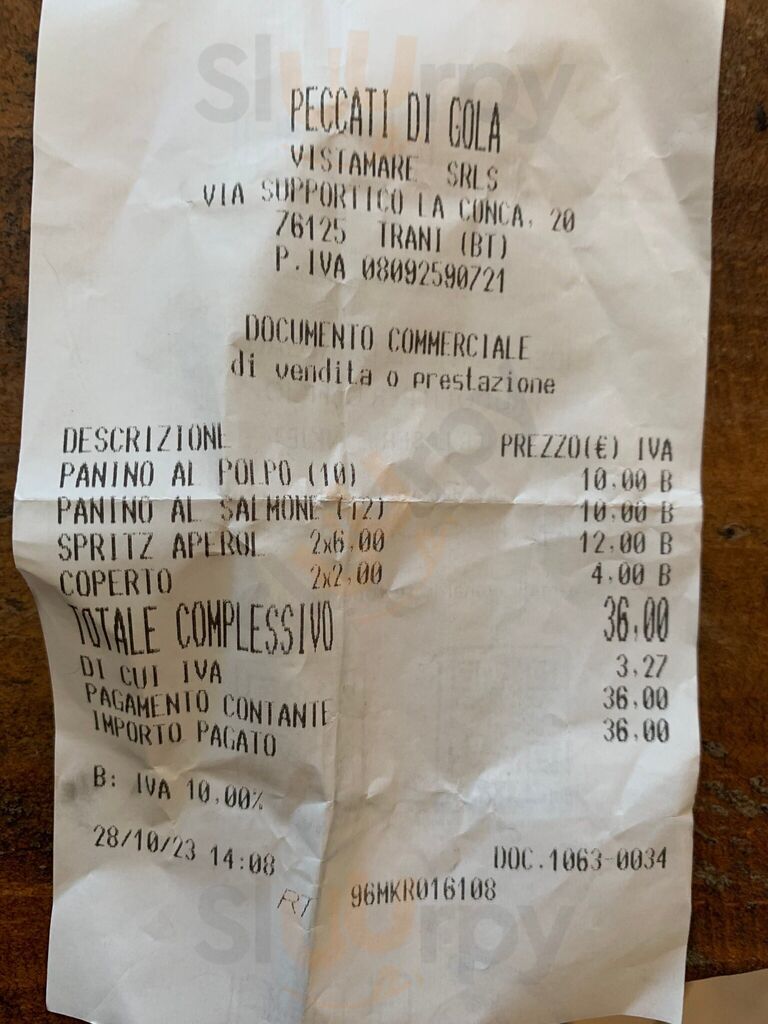 Slurpy
PECCATI DI GOLA
VISTAMARE SRLS
VIA SUPPORTICO LA CONCA, 20
76125 TRANI (BT)
P.IVA 08092590721
DOCUMENTO COMMERCIALE
di vendita o prestazione
DESCRIZIONE PREZZO(€) IVA
PANINO AL POLPO (10) 10,00 B
PANINO AL SALMONE (12) 10,00 B
SPRITZ APEROL 2x6,00 12,00 B
COPERTO 2x2,00 4,00 B
TOTALE COMPLESSIVO 36,00
DI CUI IVA 3,27
PAGAMENTO CONTANTE 36,00
IMPORTO PAGATO 36,00
B: IVA 10,00%
28/10/23 14:08 DOC.1063-0034
RT 96MKR016108
Sluurpy